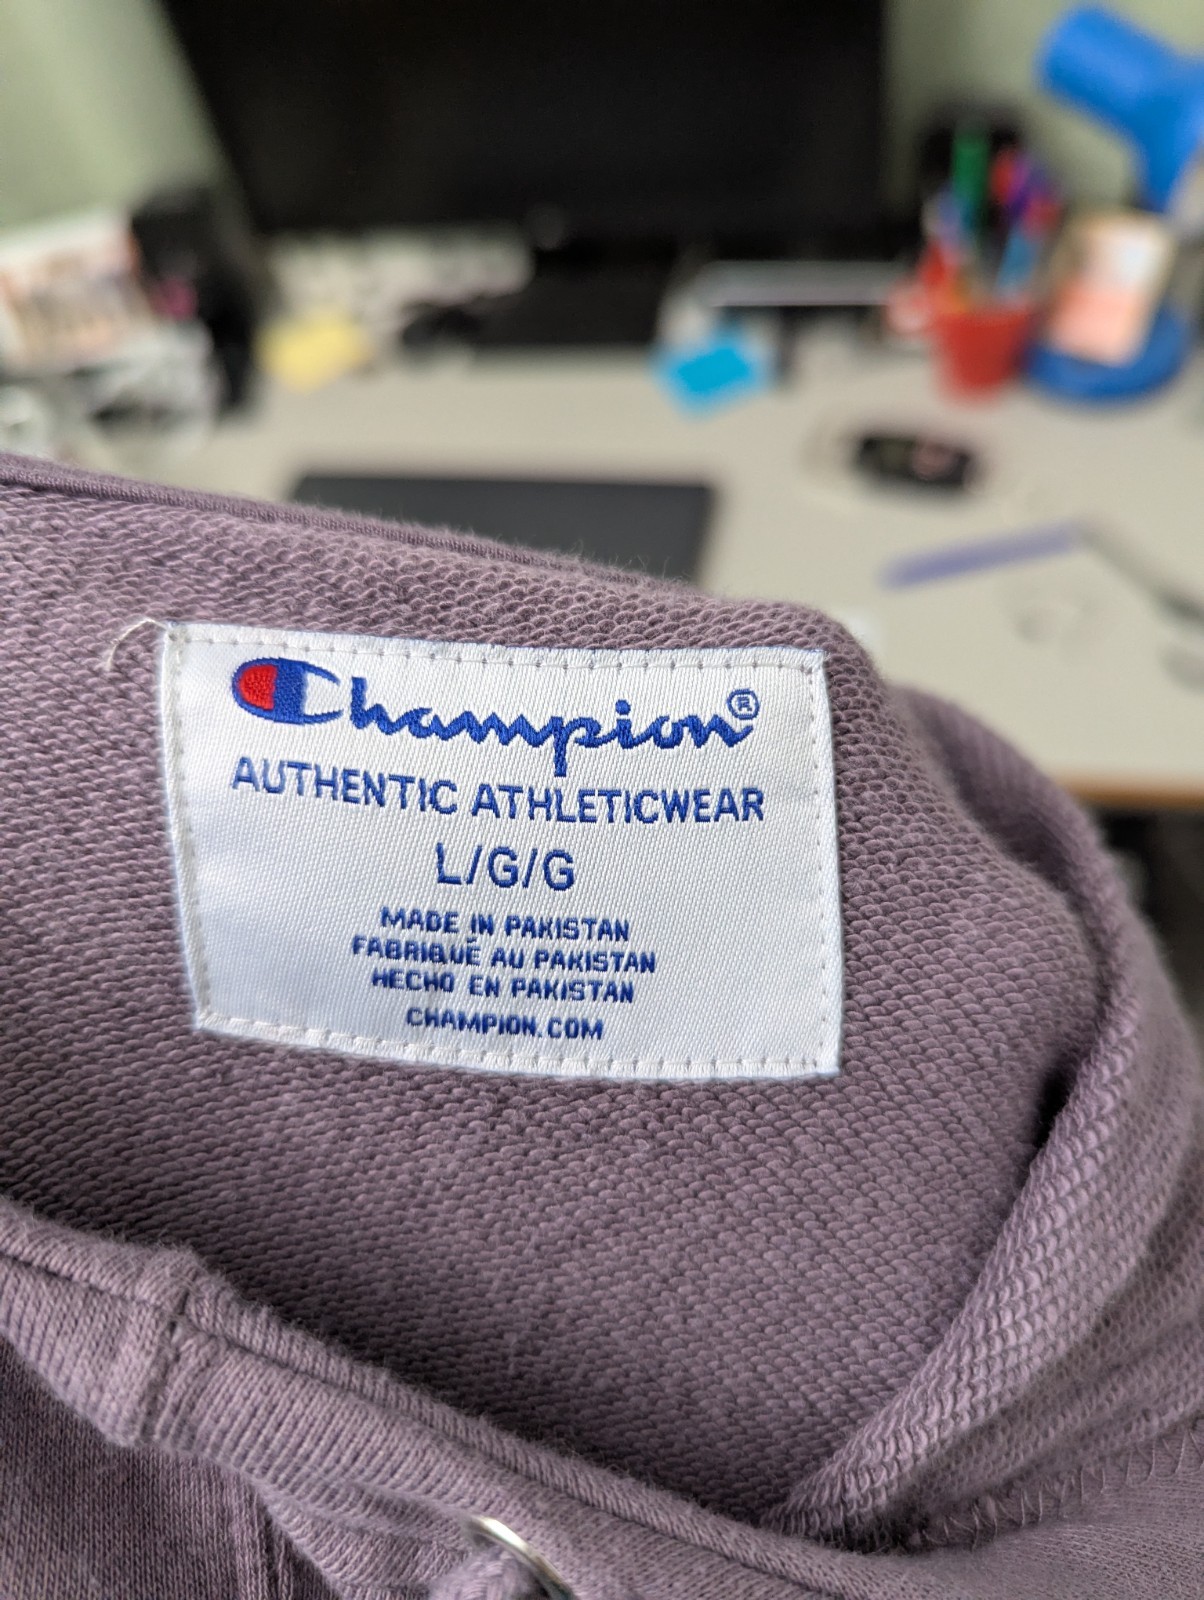 Champion®
AUTHENTIC ATHLETICWEAR
L/G/G
MADE IN PAKISTAN
FABRIQUÉ AU PAKISTAN
HECHO EN PAKISTAN
CHAMPION.COM